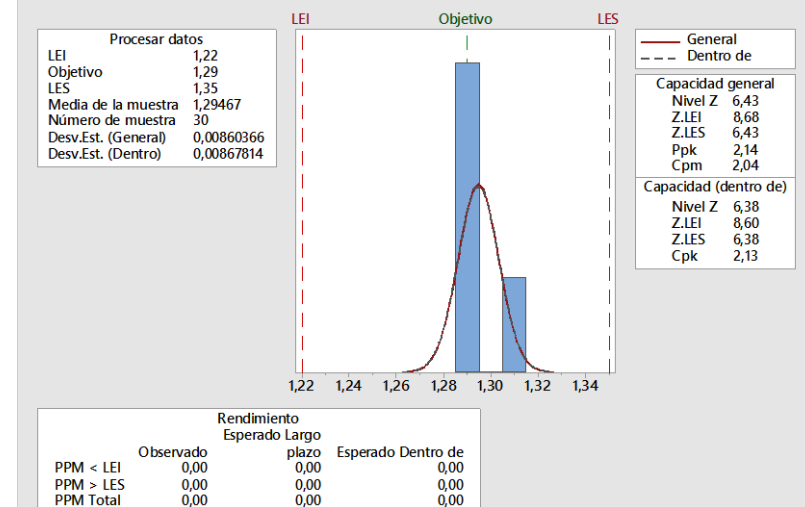 LEI Objetivo LES
Procesar datos
LEI 1,22
Objetivo 1,29
LES 1,35
Media de la muestra 1,29467
Número de muestra 30
Desv.Est. (General) 0,00860366
Desv.Est. (Dentro) 0,00867814
General
Dentro de
Capacidad general
Nivel Z 6,43
Z.LEI 8,68
Z.LES 6,43
Ppk 2,14
Cpm 2,04
Capacidad (dentro de)
Nivel Z 6,38
Z.LEI 8,60
Z.LES 6,38
Cpk 2,13
1,22 1,24 1,26 1,28 1,30 1,32 1,34
Rendimiento
Esperado Largo
Observado plazo Esperado Dentro de
PPM < LEI 0,00 0,00 0,00
PPM > LES 0,00 0,00 0,00
PPM Total 0,00 0,00 0,00